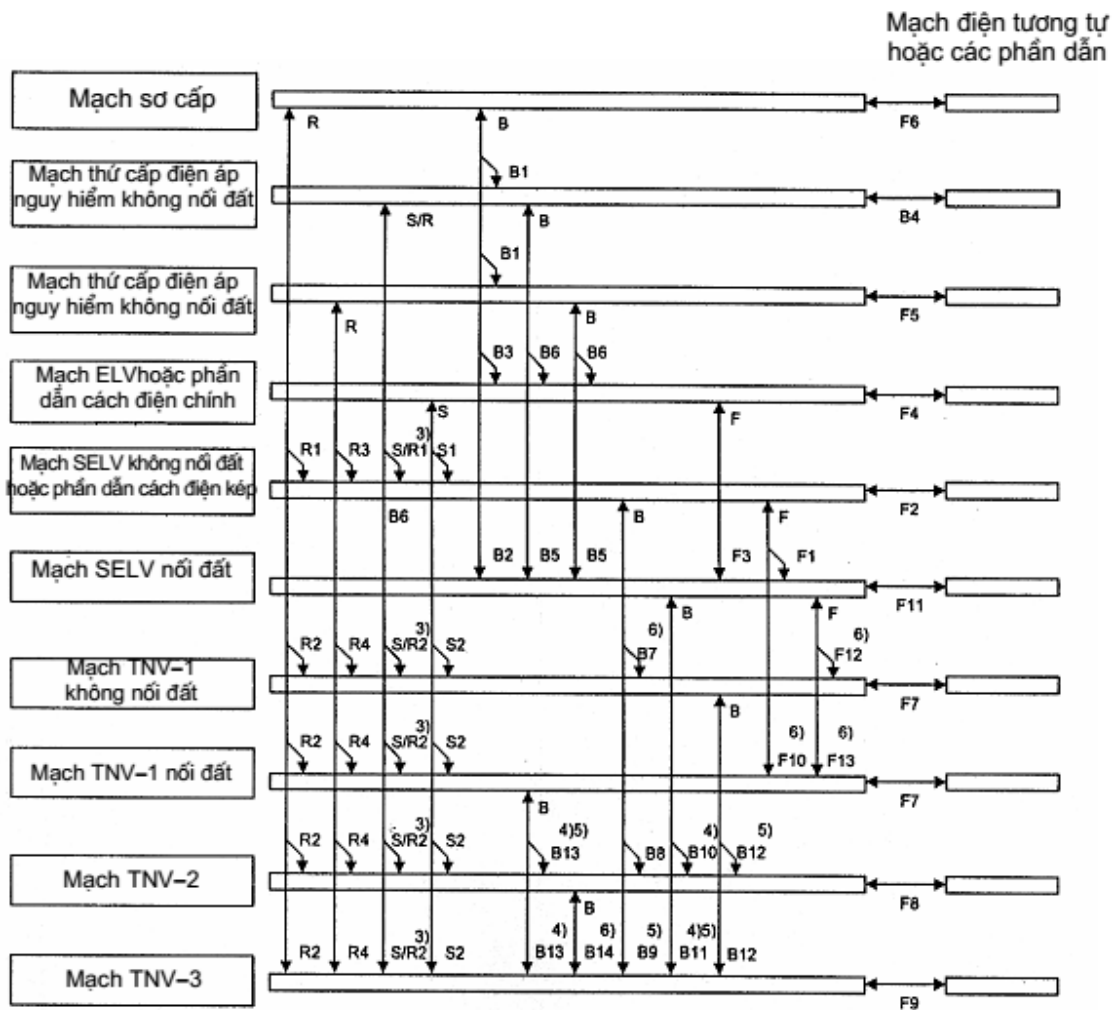 Mạch điện tương tự
hoặc các phần dẫn
Mạch sơ cấp
R
B
F6
B1
Mạch thứ cấp điện áp
nguy hiểm không nối đất
S/R
B
B4
B1
Mạch thứ cấp điện áp
nguy hiểm không nối đất
R
B
F5
B3 B6 B6
Mạch ELVhoặc phần
dẫn cách điện chính
S
F
F4
3)
R1 R3 S/R1 S1
Mạch SELV không nối đất
hoặc phần dẫn cách điện kép
B6
B
F
F2
B2 B5 B5 F3 F1
Mạch SELV nối đất
B
F
F11
3) 6) 6)
R2 R4 S/R2 S2 B7 F12
Mạch TNV–1
không nối đất
B
F7
3) 6) 6)
R2 R4 S/R2 S2 F10 F13
Mạch TNV–1 nối đất
B
F7
3) 4)5) 4) 5)
R2 R4 S/R2 S2 B13 B8 B10 B12
Mạch TNV–2
B
F8
3) 4) 6) 5) 4)5)
R2 R4 S/R2 S2 B13 B14 B9 B11 B12
Mạch TNV–3
F9